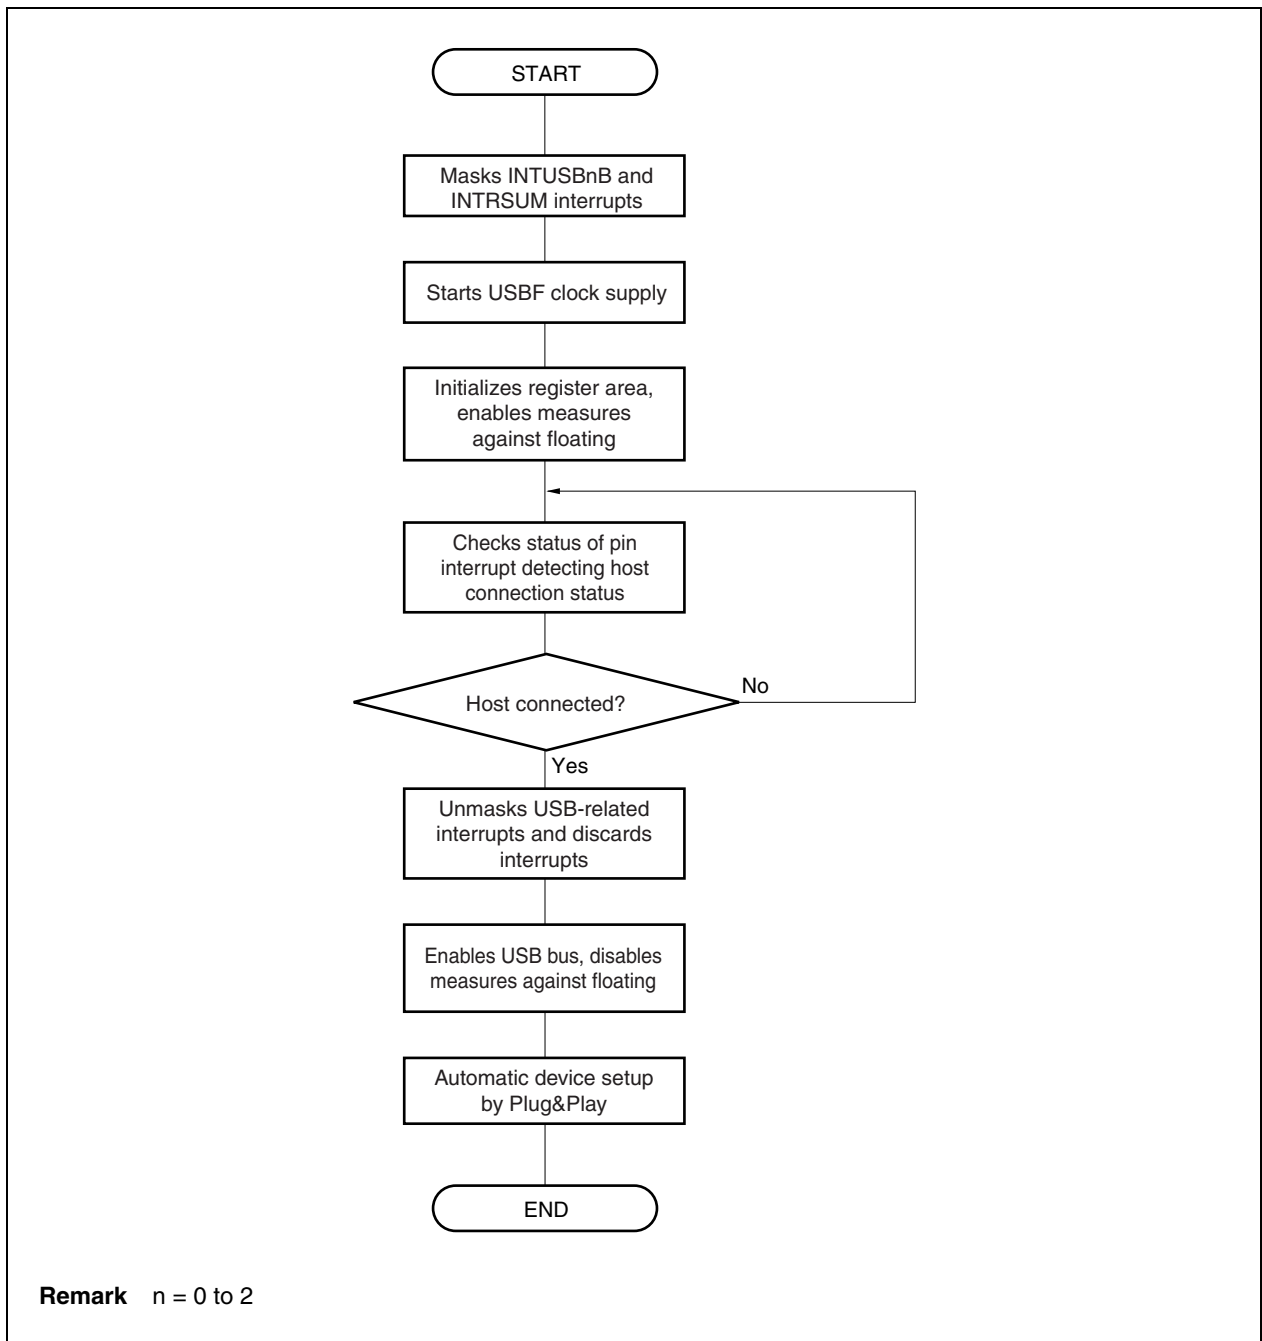 START
Masks INTUSBnB and
INTRSUM interrupts
Starts USBF clock supply
Initializes register area,
enables measures
against floating
Checks status of pin
interrupt detecting host
connection status
Host connected?
No
Yes
Unmasks USB-related
interrupts and discards
interrupts
Enables USB bus, disables
measures against floating
Automatic device setup
by Plug&Play
END
Remark n = 0 to 2